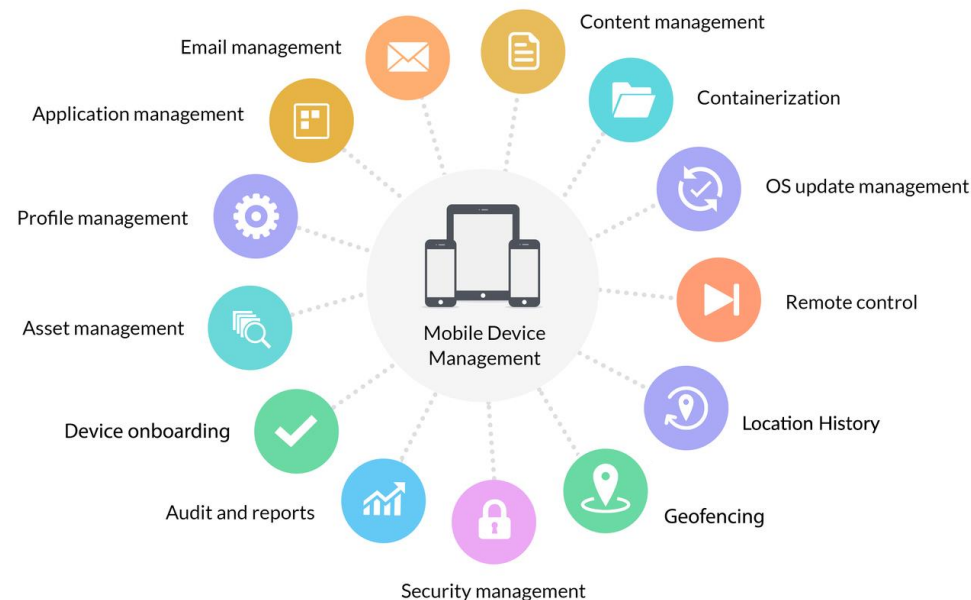 Content management
Email management
Containerization
Application management
OS update management
Profile management
Remote control
Asset management
Mobile Device
Management
Location History
Device onboarding
Audit and reports
Geofencing
Security management